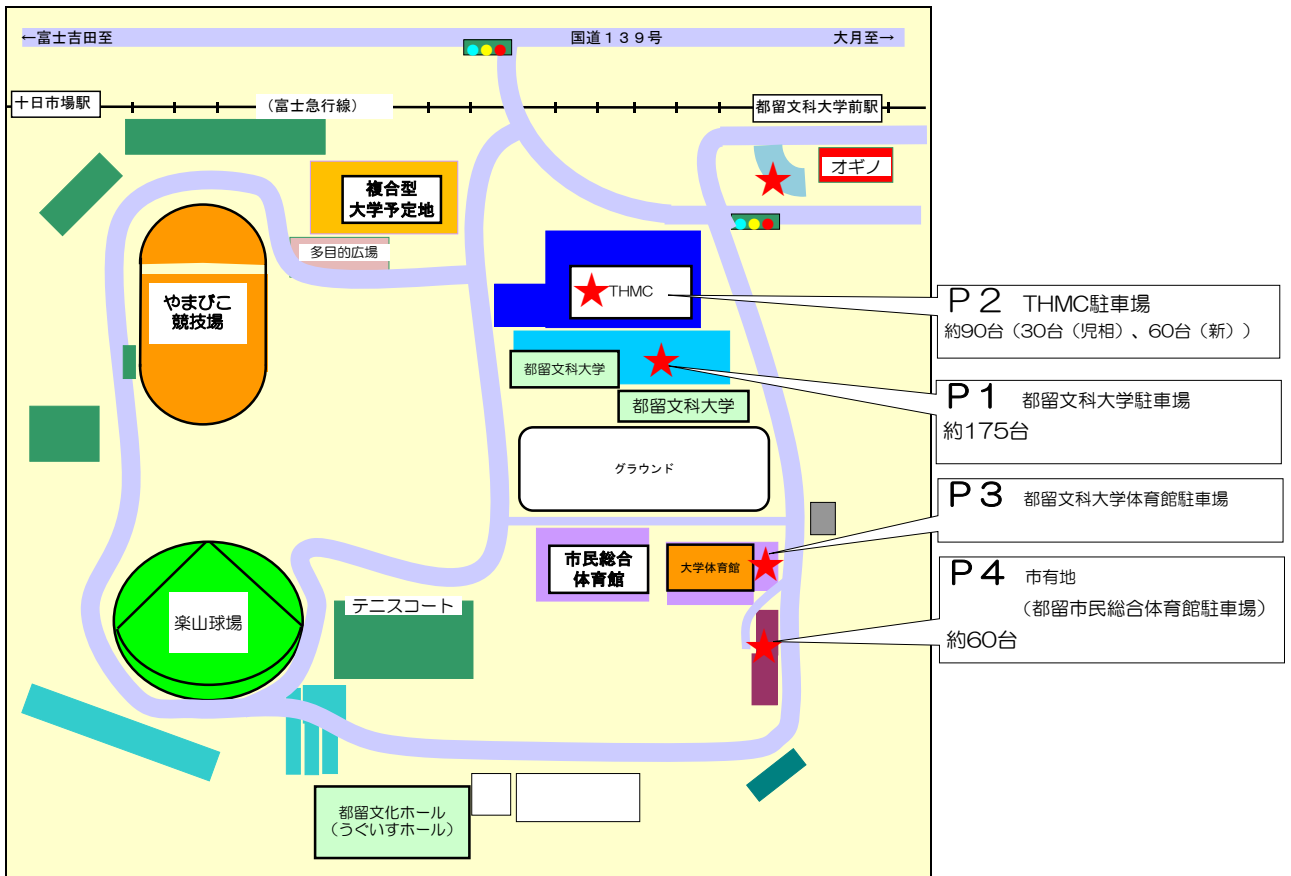 ←富士吉田至
国道１３９号
大月至→
十日市場駅
（富士急行線）
都留文科大学前駅
オギノ
複合型
大学予定地
多目的広場
やまびこ
競技場
THMC
Ｐ２ THMC駐車場
約90台（30台（児相）、60台（新））
都留文科大学
Ｐ１ 都留文科大学駐車場
約175台
都留文科大学
グラウンド
Ｐ３ 都留文科大学体育館駐車場
市民総合
体育館
大学体育館
Ｐ４ 市有地
（都留市民総合体育館駐車場）
約60台
テニスコート
楽山球場
都留文化ホール
（うぐいすホール）